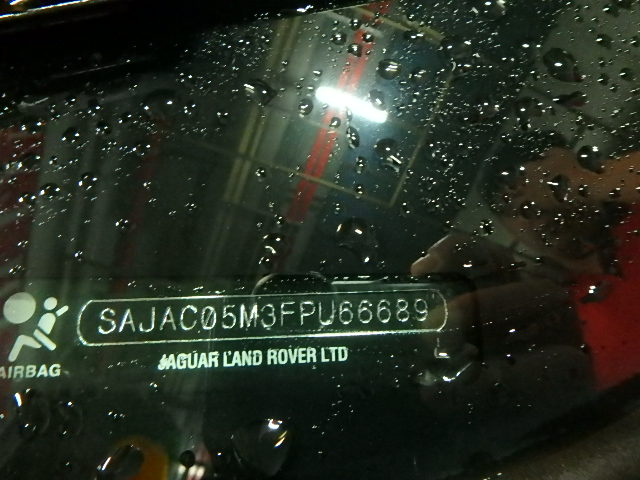 SAJAC05M3FPU66689
AIRBAG
JAGUAR LAND ROVER LTD